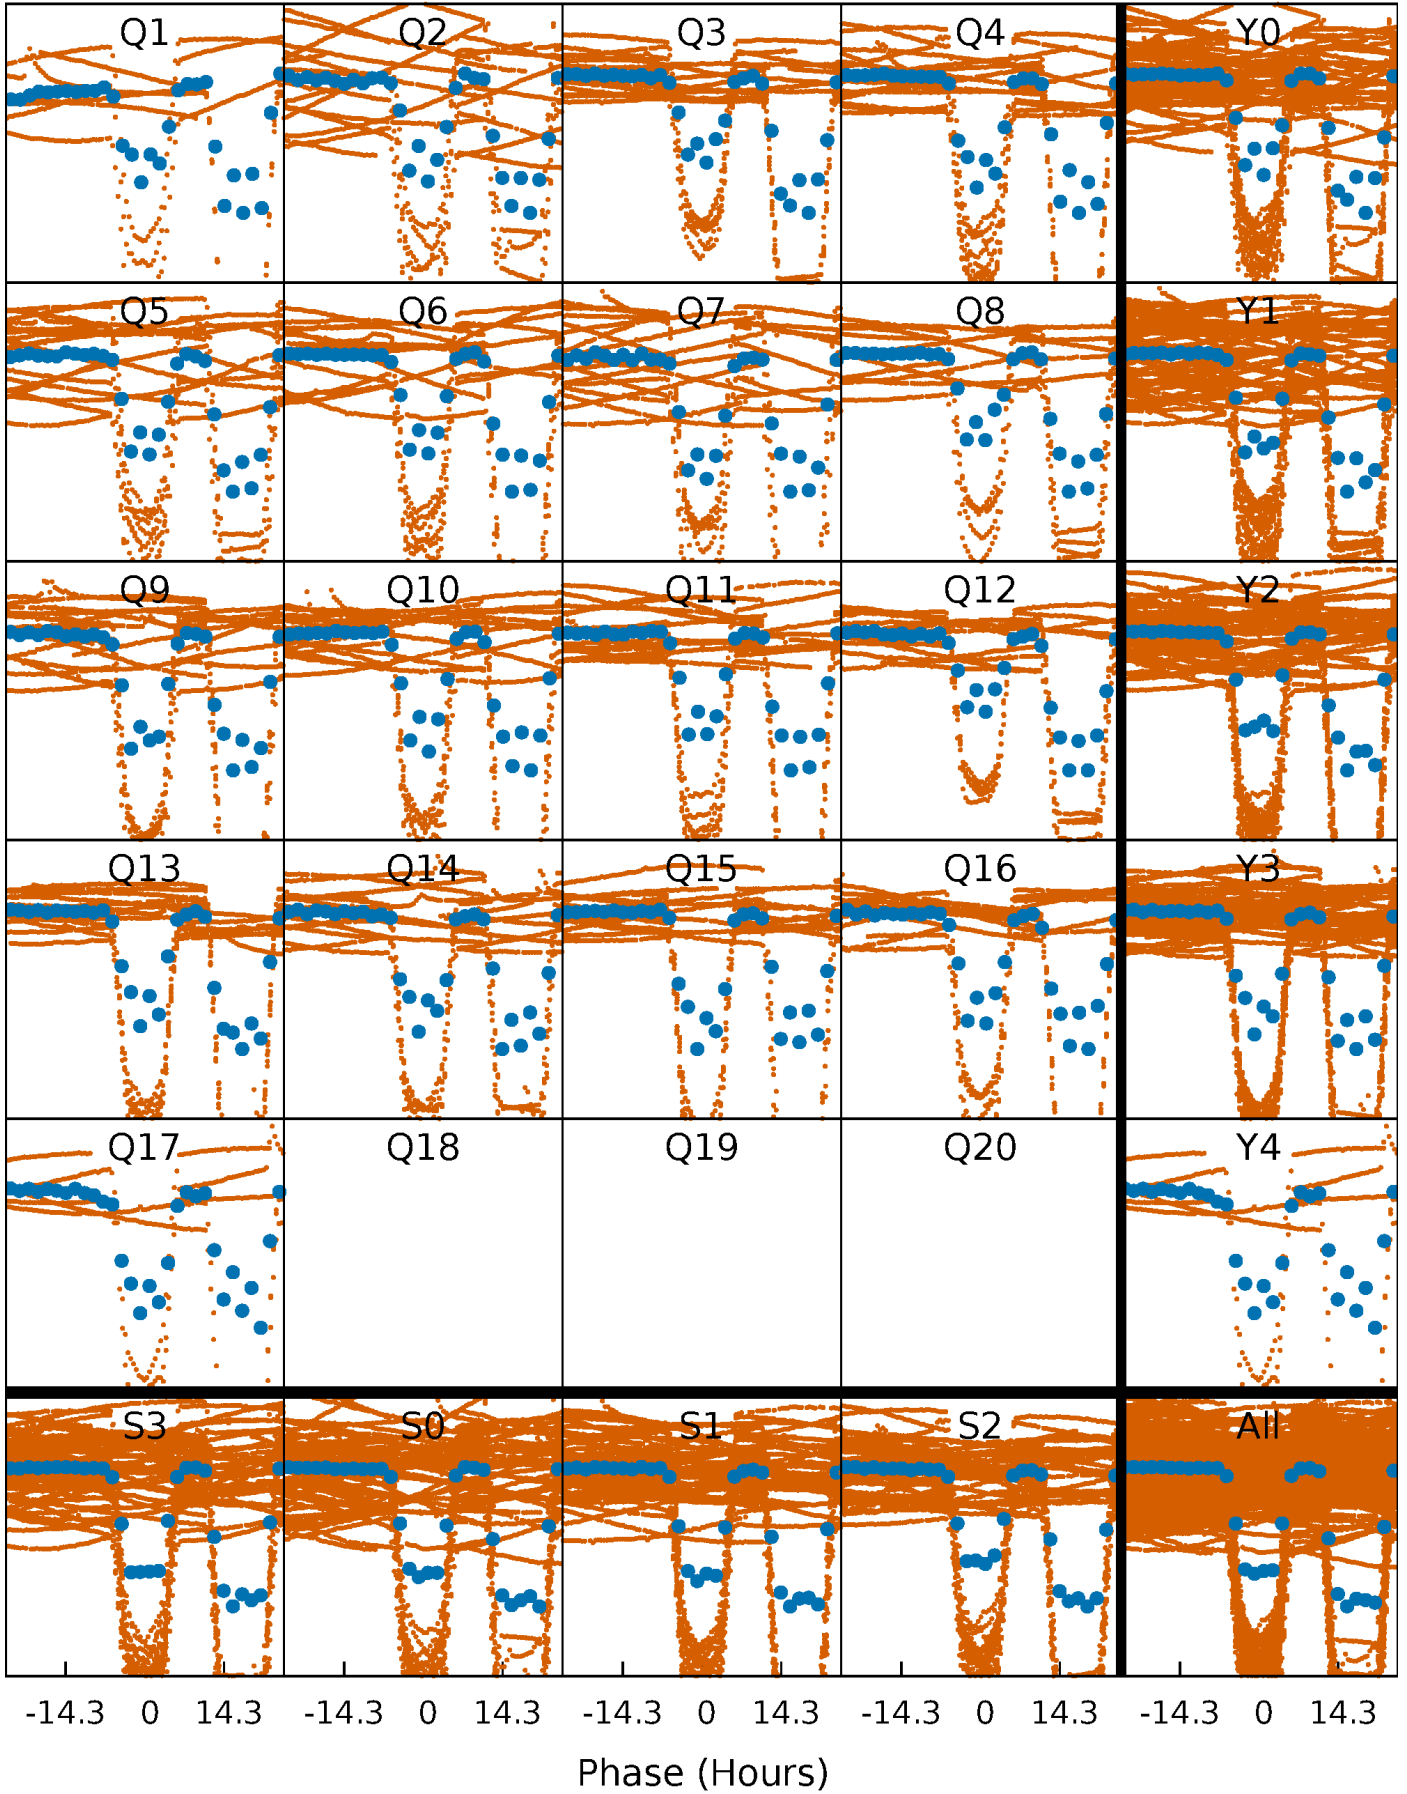 Q1 Q2 Q3 Q4 Y0
Q5 Q6 Q7 Q8 Y1
Q9 Q10 Q11 Q12 Y2
Q13 Q14 Q15 Q16 Y3
Q17 Q18 Q19 Q20 Y4
S3 S0 S1 S2 All
-14.3 0 14.3 -14.3 0 14.3 -14.3 0 14.3 -14.3 0 14.3 -14.3 0 14.3
Phase (Hours)